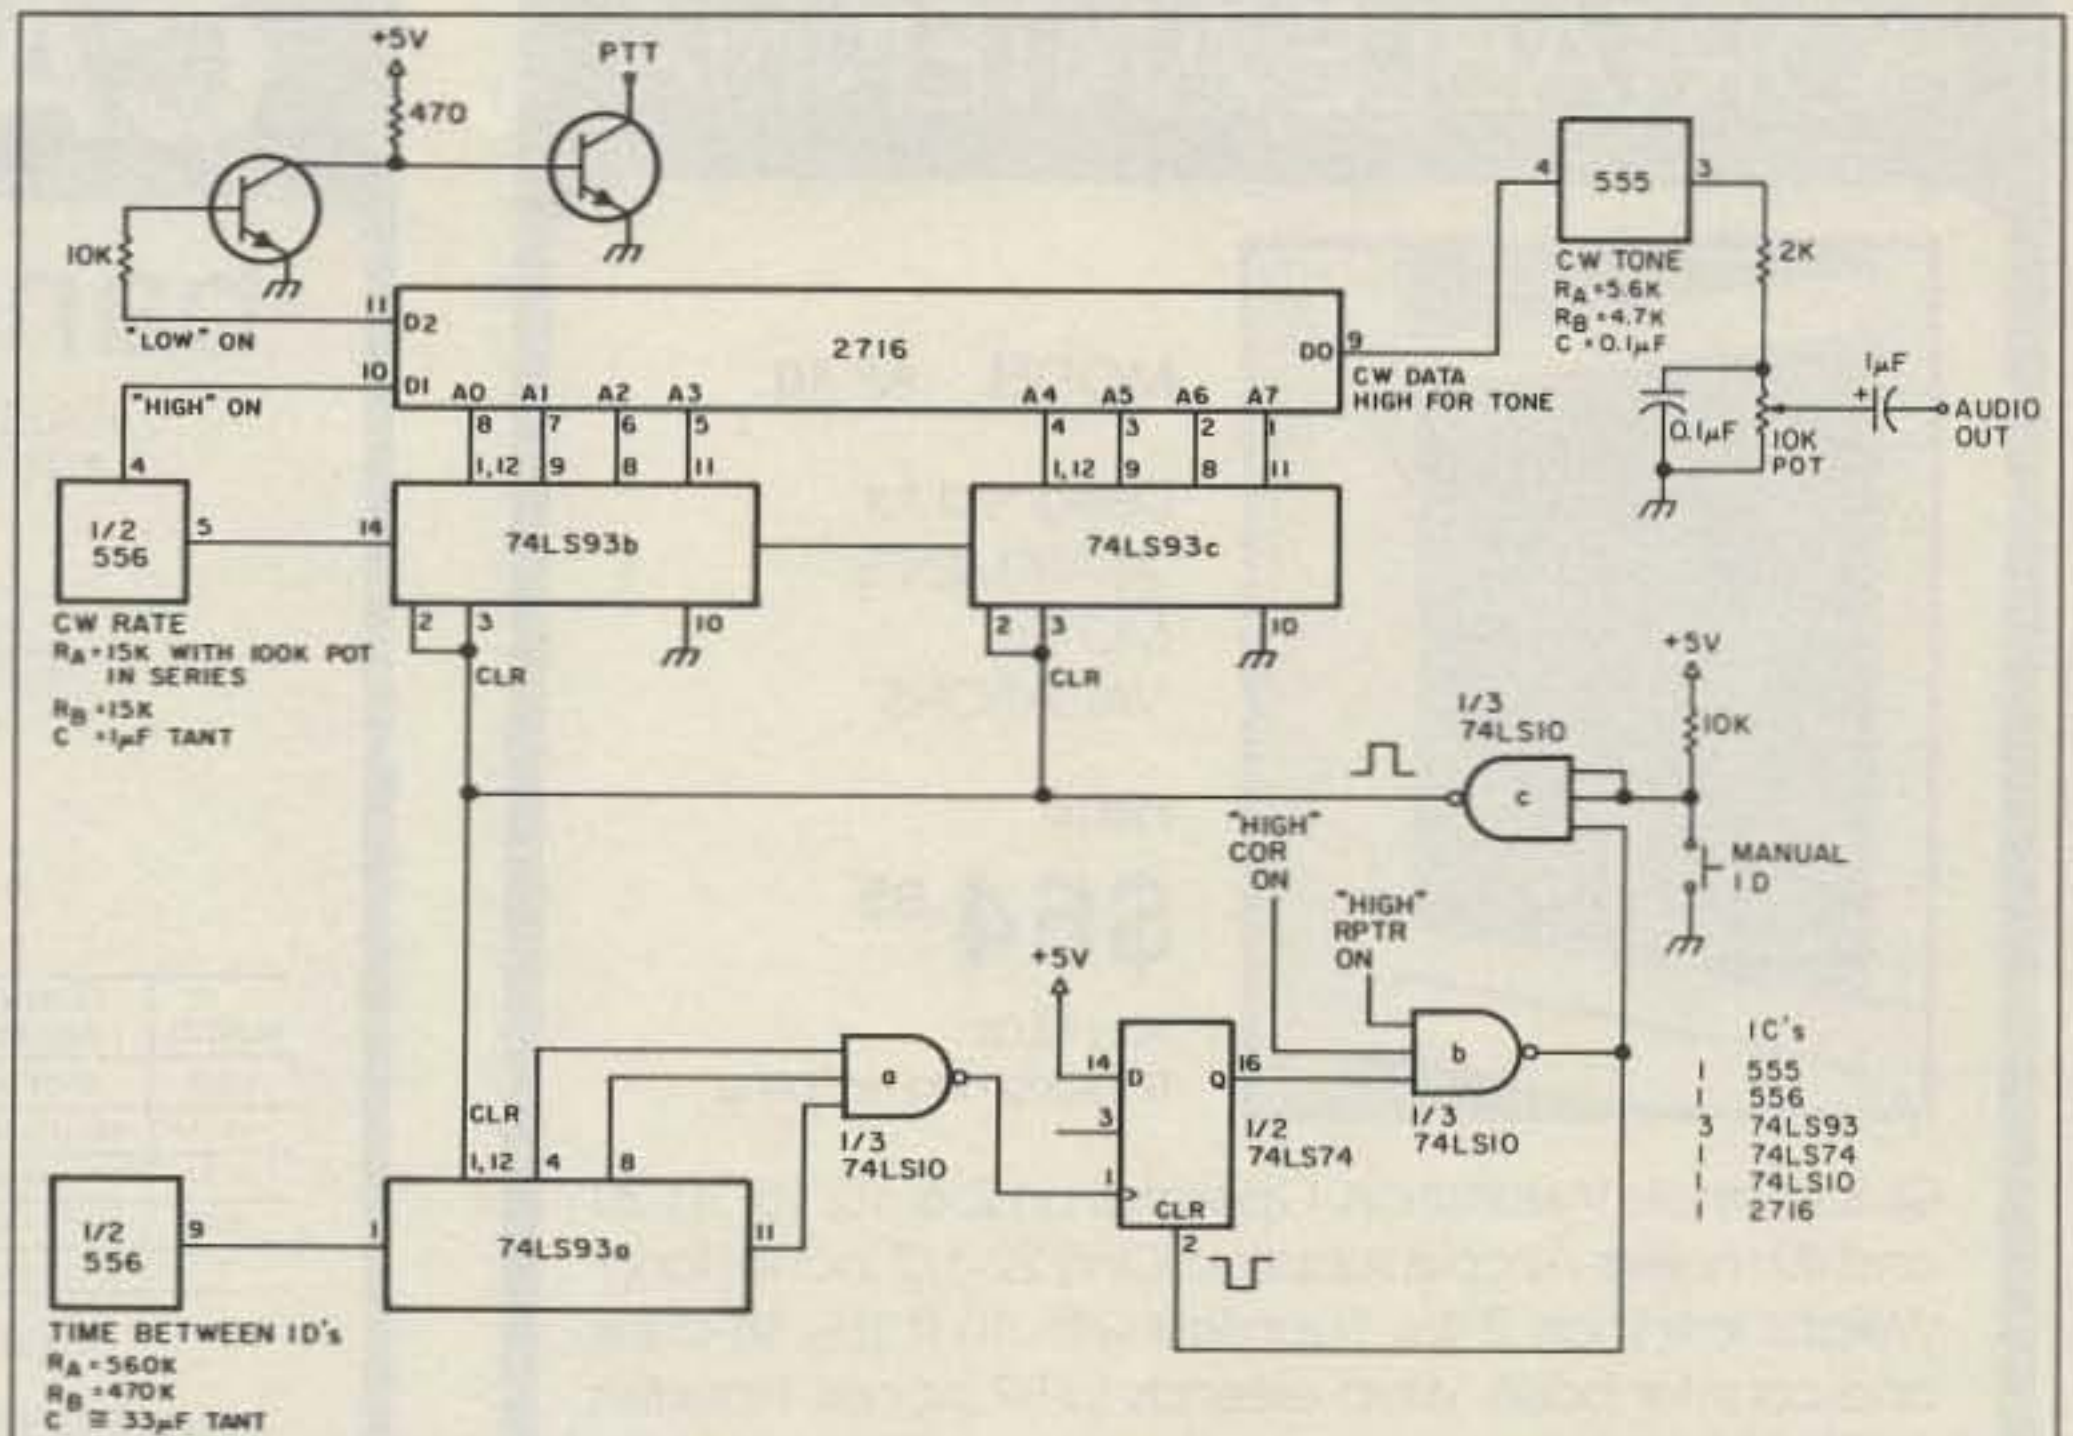 +5V
470
PTT
10K
"LOW" ON
11
D2
10
D1
"HIGH" ON
2716
D0
9
CW DATA
HIGH FOR TONE
A0
A1
A2
A3
A4
A5
A6
A7
8
7
6
5
4
3
2
1
1,12
9
8
11
1,12
9
8
11
4
555
3
CW TONE
RA = 5.6K
RB = 4.7K
C = 0.1µF
2K
0.1µF
10K
POT
+
1µF
AUDIO
OUT
4
1/2
556
5
14
74LS93b
74LS93c
CW RATE
RA = 15K WITH 100K POT
IN SERIES
RB = 15K
C = 1µF TANT
2
3
10
CLR
2
3
10
CLR
1/3
74LS10
c
+5V
10K
MANUAL
ID
"HIGH"
COR
ON
"HIGH"
RPTR
ON
+5V
14
D
Q
16
3
1
CLR
2
1/2
74LS74
b
1/3
74LS10
a
1/3
74LS10
CLR
1,12
4
8
1/2
556
9
1
74LS93a
11
TIME BETWEEN ID's
RA = 560K
RB = 470K
C ≅ 33µF TANT
IC's
1 555
1 556
3 74LS93
1 74LS74
1 74LS10
1 2716